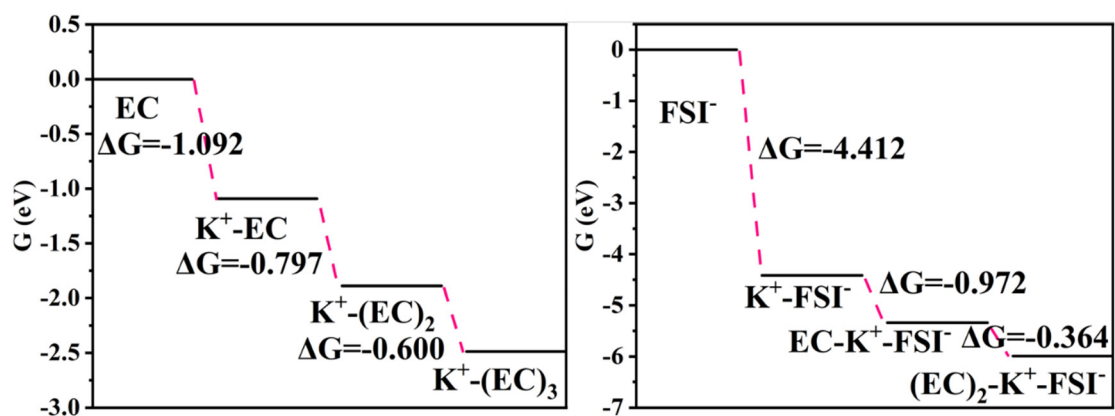 0.5
0.0
-0.5
-1.0
-1.5
-2.0
-2.5
-3.0
G (eV)
EC
ΔG=-1.092
K⁺-EC
ΔG=-0.797
K⁺-(EC)₂
ΔG=-0.600
K⁺-(EC)₃
0
-1
-2
-3
-4
-5
-6
-7
G (eV)
FSI⁻
ΔG=-4.412
K⁺-FSI⁻
ΔG=-0.972
EC-K⁺-FSI⁻
ΔG=-0.364
(EC)₂-K⁺-FSI⁻